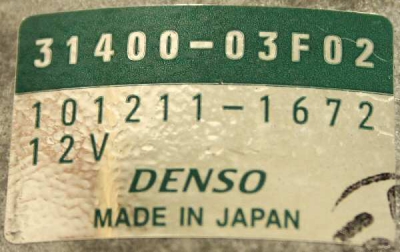 31400-03F02
101211-1672
12V
DENSO
MADE IN JAPAN